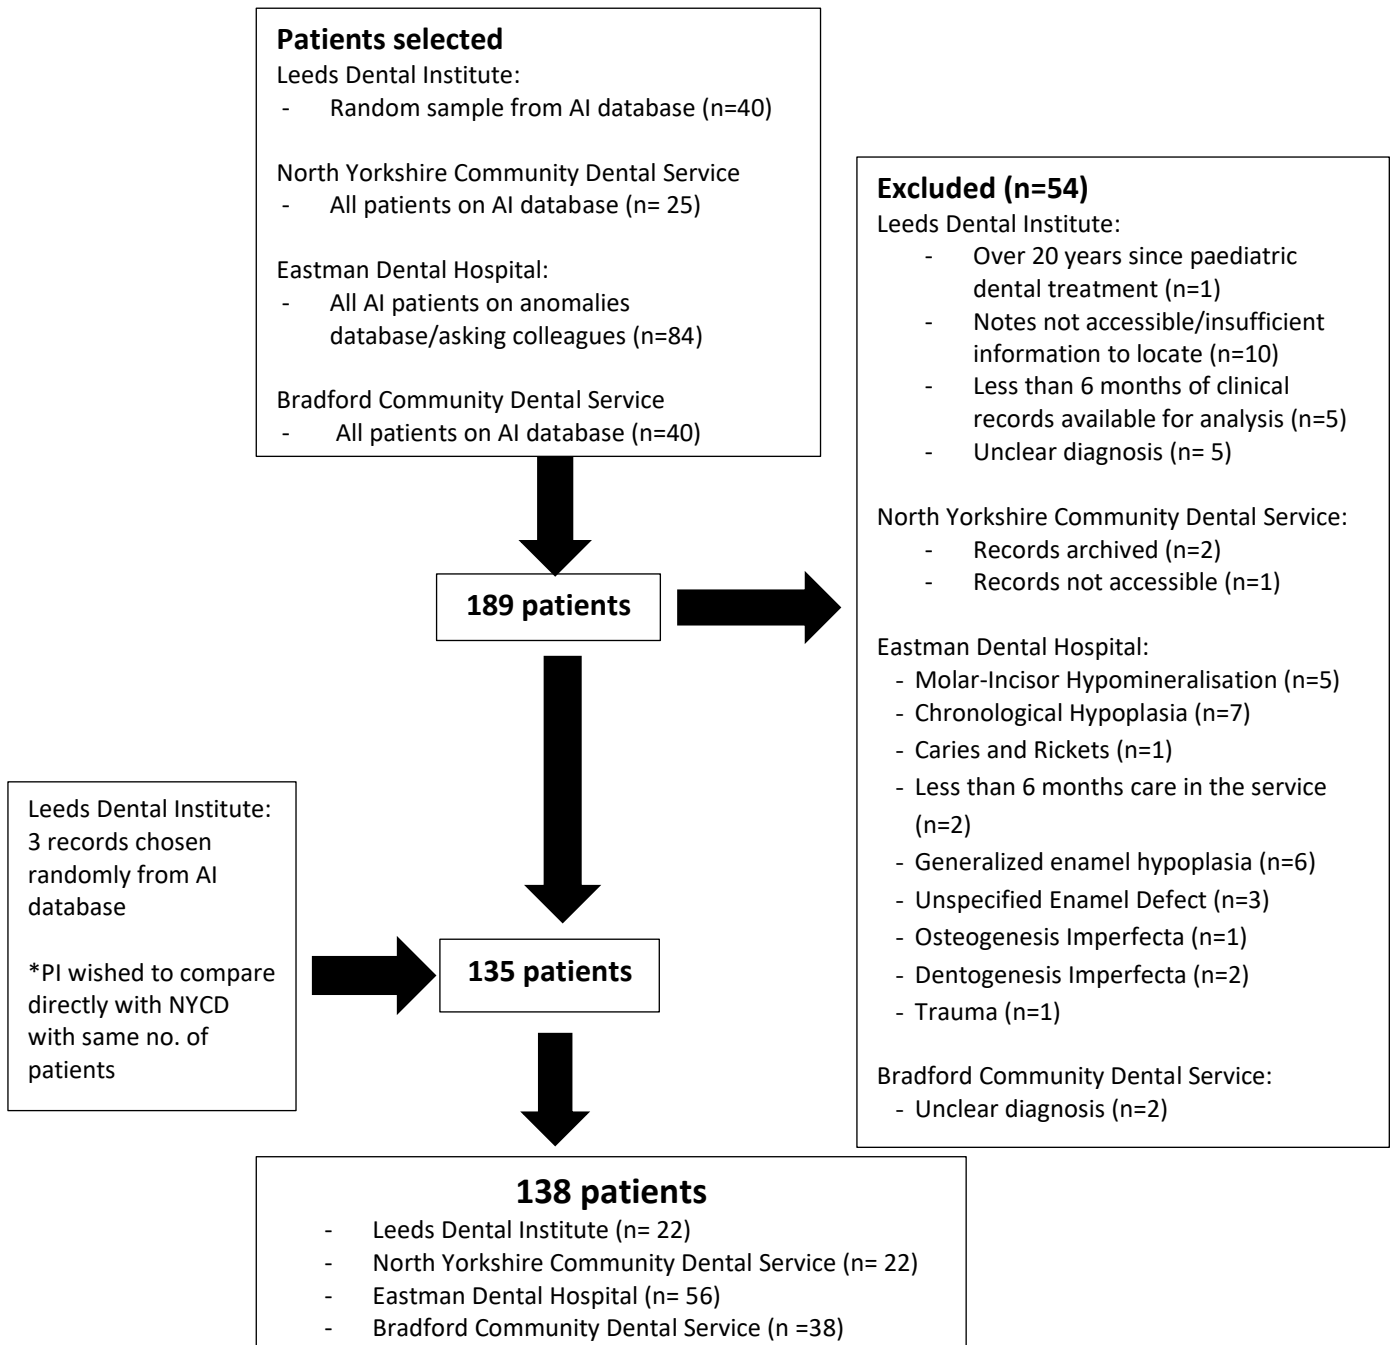 Patients selected
Leeds Dental Institute:
- Random sample from AI database (n=40)
North Yorkshire Community Dental Service
- All patients on AI database (n= 25)
Eastman Dental Hospital:
- All AI patients on anomalies
database/asking colleagues (n=84)
Bradford Community Dental Service
- All patients on AI database (n=40)
189 patients
Excluded (n=54)
Leeds Dental Institute:
- Over 20 years since paediatric
dental treatment (n=1)
- Notes not accessible/insufficient
information to locate (n=10)
- Less than 6 months of clinical
records available for analysis (n=5)
- Unclear diagnosis (n= 5)
North Yorkshire Community Dental Service:
- Records archived (n=2)
- Records not accessible (n=1)
Eastman Dental Hospital:
- Molar-Incisor Hypomineralisation (n=5)
- Chronological Hypoplasia (n=7)
- Caries and Rickets (n=1)
- Less than 6 months care in the service
(n=2)
- Generalized enamel hypoplasia (n=6)
- Unspecified Enamel Defect (n=3)
- Osteogenesis Imperfecta (n=1)
- Dentogenesis Imperfecta (n=2)
- Trauma (n=1)
Bradford Community Dental Service:
- Unclear diagnosis (n=2)
Leeds Dental Institute:
3 records chosen
randomly from AI
database
*PI wished to compare
directly with NYCD
with same no. of
patients
135 patients
138 patients
- Leeds Dental Institute (n= 22)
- North Yorkshire Community Dental Service (n= 22)
- Eastman Dental Hospital (n= 56)
- Bradford Community Dental Service (n =38)